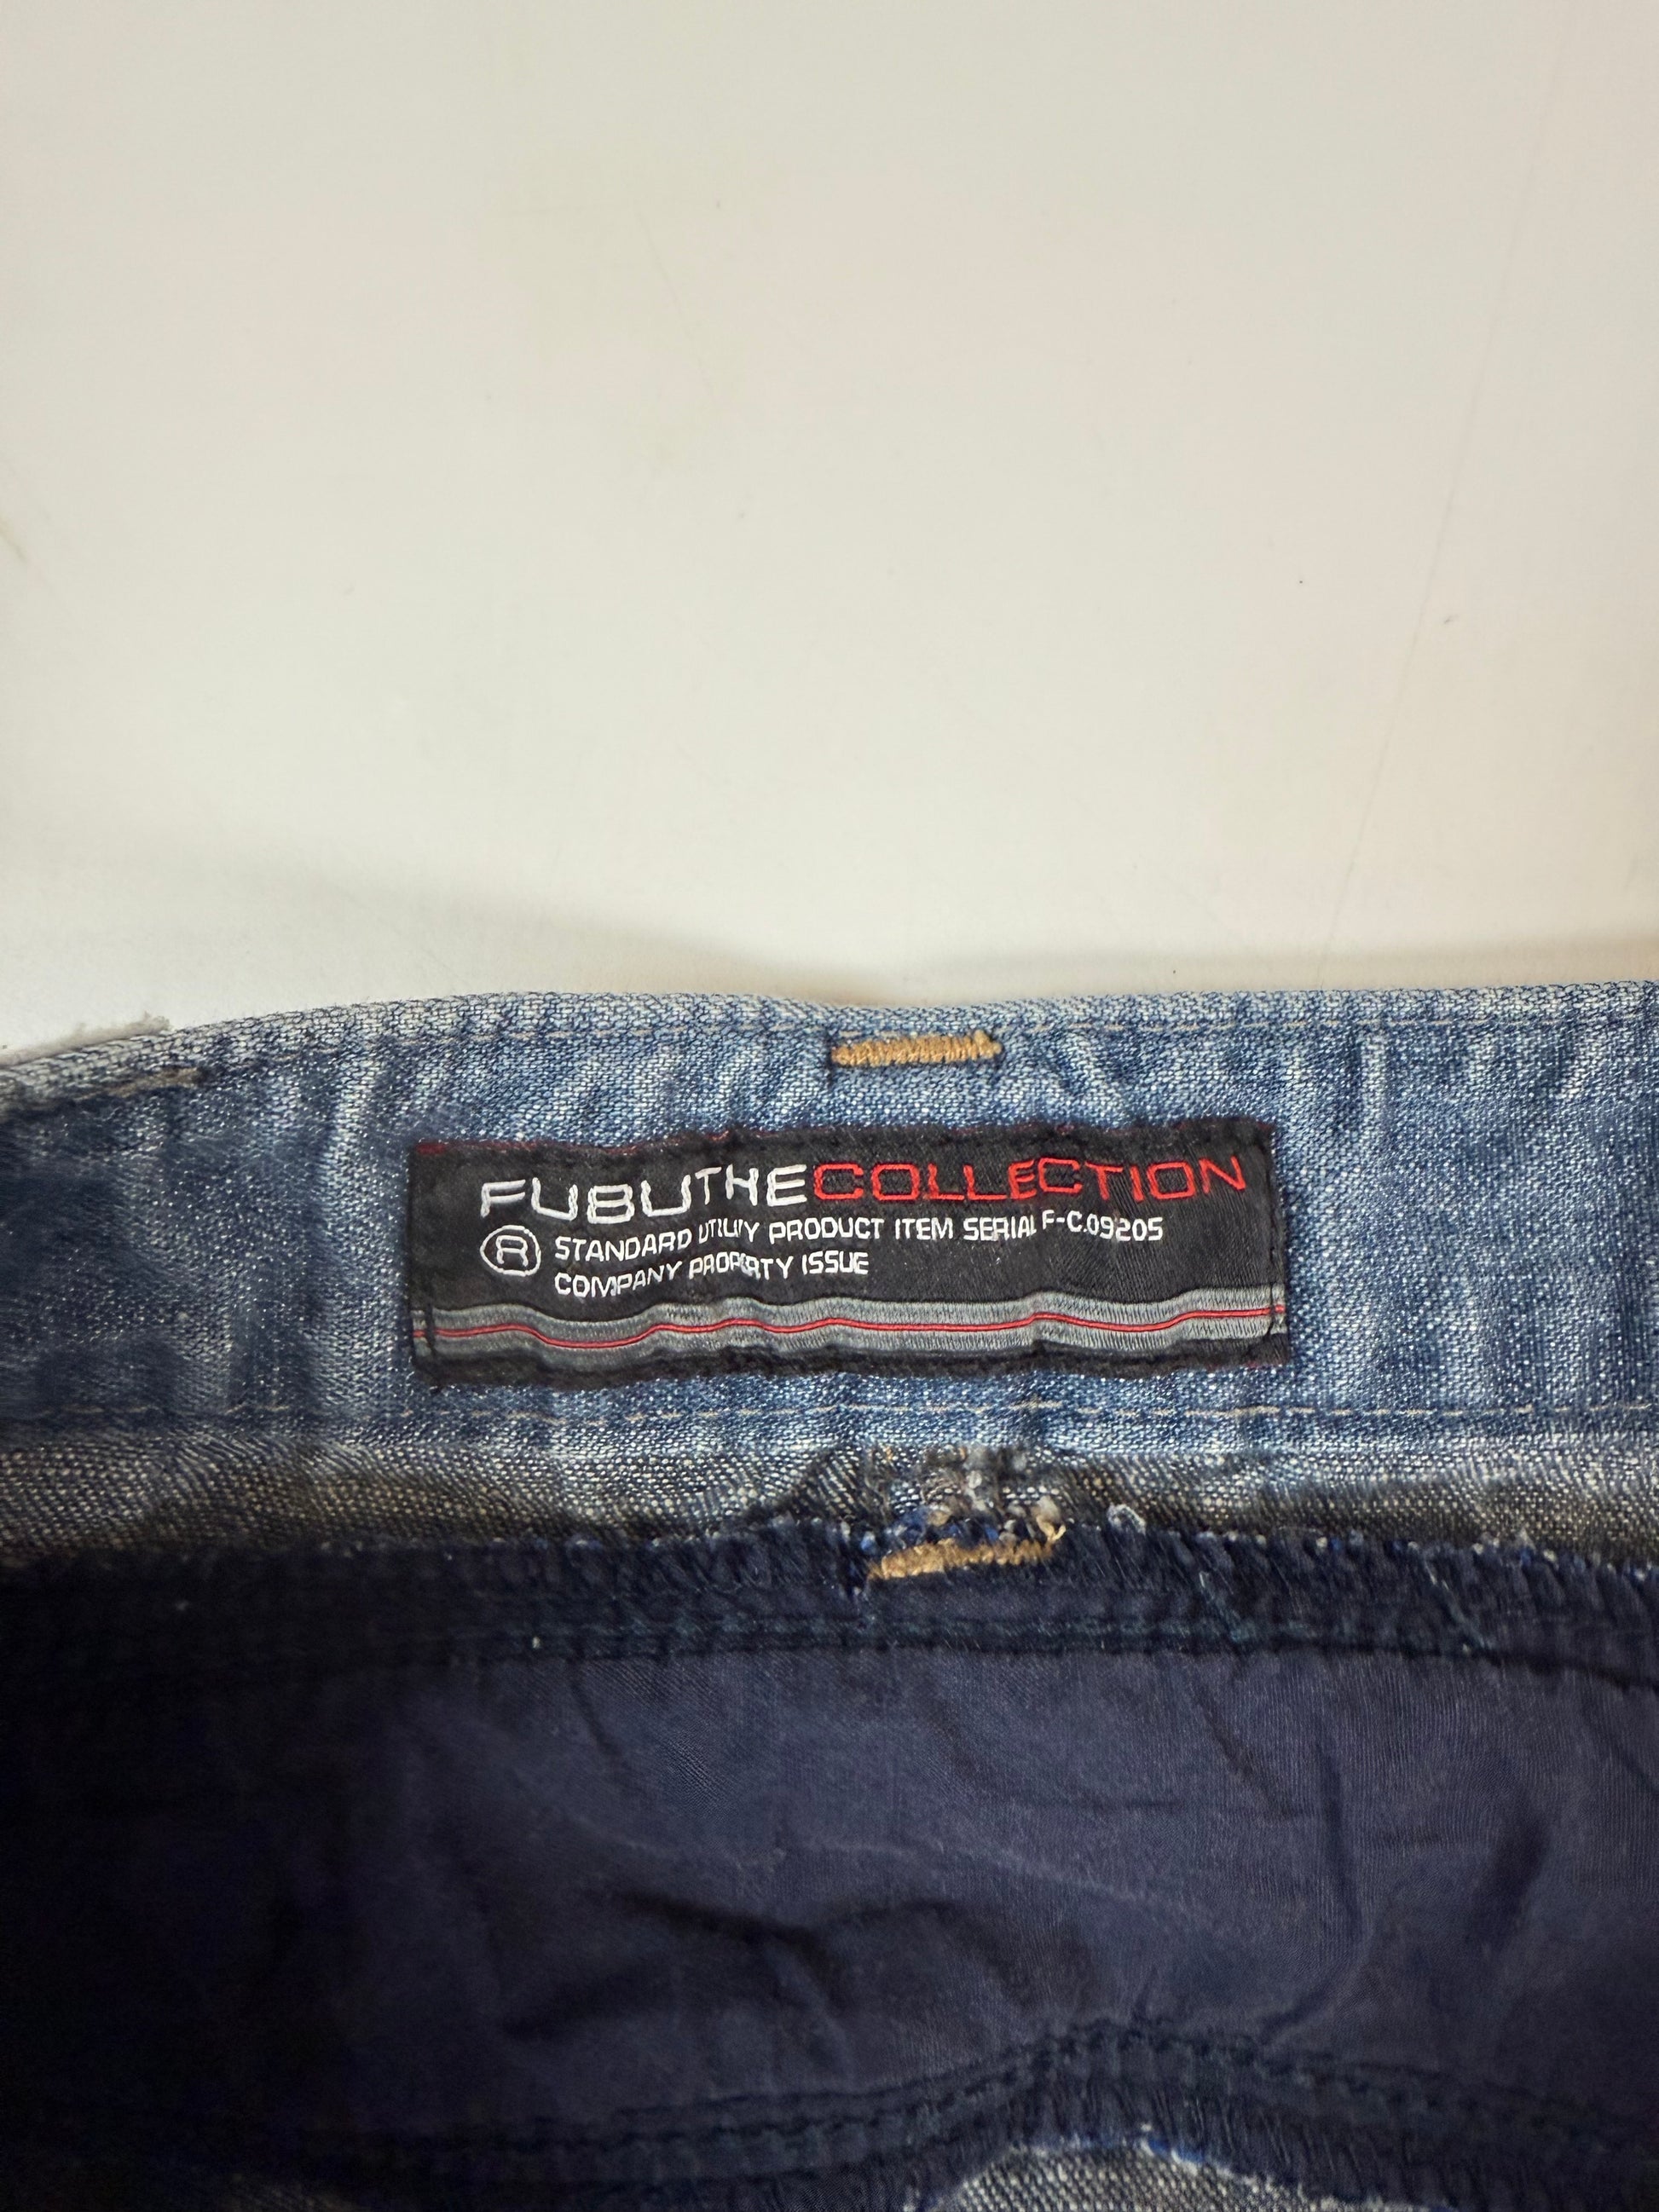 FUBUTHECOLLECTION
® STANDARD UTILITY PRODUCT ITEM SERIAL F-C.09205
COMPANY PROPERTY ISSUE